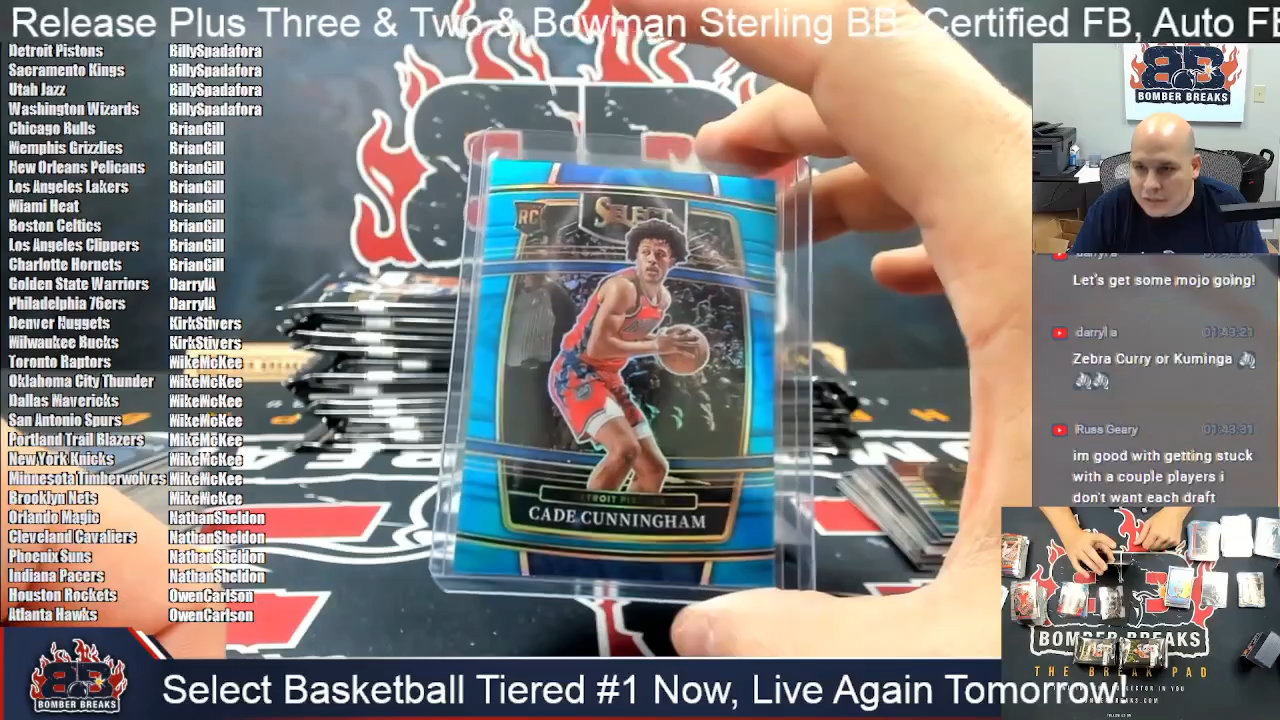 Release Plus Three & Two & Bowman Sterling BB, Certified FB, Auto FB
Detroit Pistons BillySpadafora
Sacramento Kings BillySpadafora
Utah Jazz BillySpadafora
Washington Wizards BillySpadafora
Chicago Bulls BrianGill
Memphis Grizzlies BrianGill
New Orleans Pelicans BrianGill
Los Angeles Lakers BrianGill
Miami Heat BrianGill
Boston Celtics BrianGill
Los Angeles Clippers BrianGill
Charlotte Hornets BrianGill
Golden State Warriors DarrylA
Philadelphia 76ers DarrylA
Denver Nuggets KirkStivers
Milwaukee Bucks KirkStivers
Toronto Raptors MikeMcKee
Oklahoma City Thunder MikeMcKee
Dallas Mavericks MikeMcKee
San Antonio Spurs MikeMcKee
Portland Trail Blazers MikeMcKee
New York Knicks MikeMcKee
Minnesota Timberwolves MikeMcKee
Brooklyn Nets MikeMcKee
Orlando Magic NathanSheldon
Cleveland Cavaliers NathanSheldon
Phoenix Suns NathanSheldon
Indiana Pacers NathanSheldon
Houston Rockets OwenCarlson
Atlanta Hawks OwenCarlson
RC
SELECT
DETROIT PISTONS
CADE CUNNINGHAM
BOMBER BREAKS
darryl a
Let's get some mojo going!
darryl a 01:43:21
Zebra Curry or Kuminga
Russ Geary 01:43:31
im good with getting stuck
with a couple players i
don't want each draft
BOMBER BREAKS
THE BREAK PAD
BOMBER BREAKS
Select Basketball Tiered #1 Now, Live Again Tomorrow!